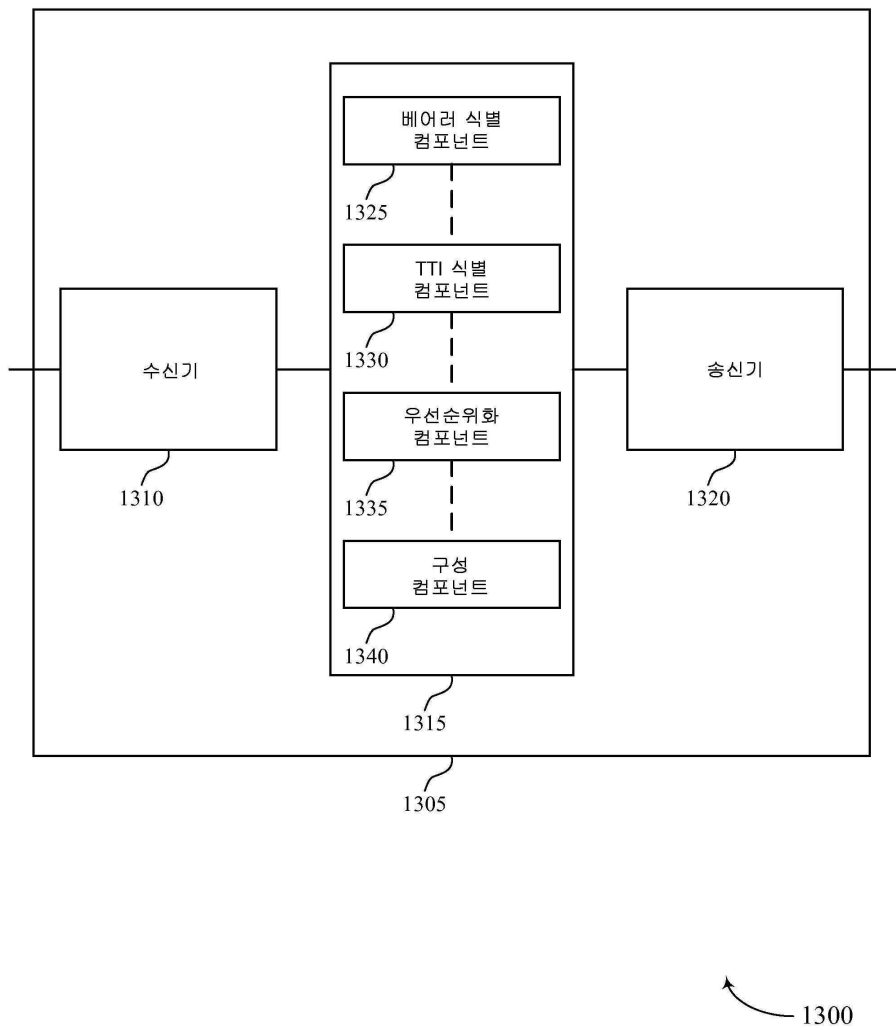 베어러 식별
컴포넌트
1325
TTI 식별
컴포넌트
1330
수신기
1310
우선순위화
컴포넌트
1335
송신기
1320
구성
컴포넌트
1340
1315
1305
1300